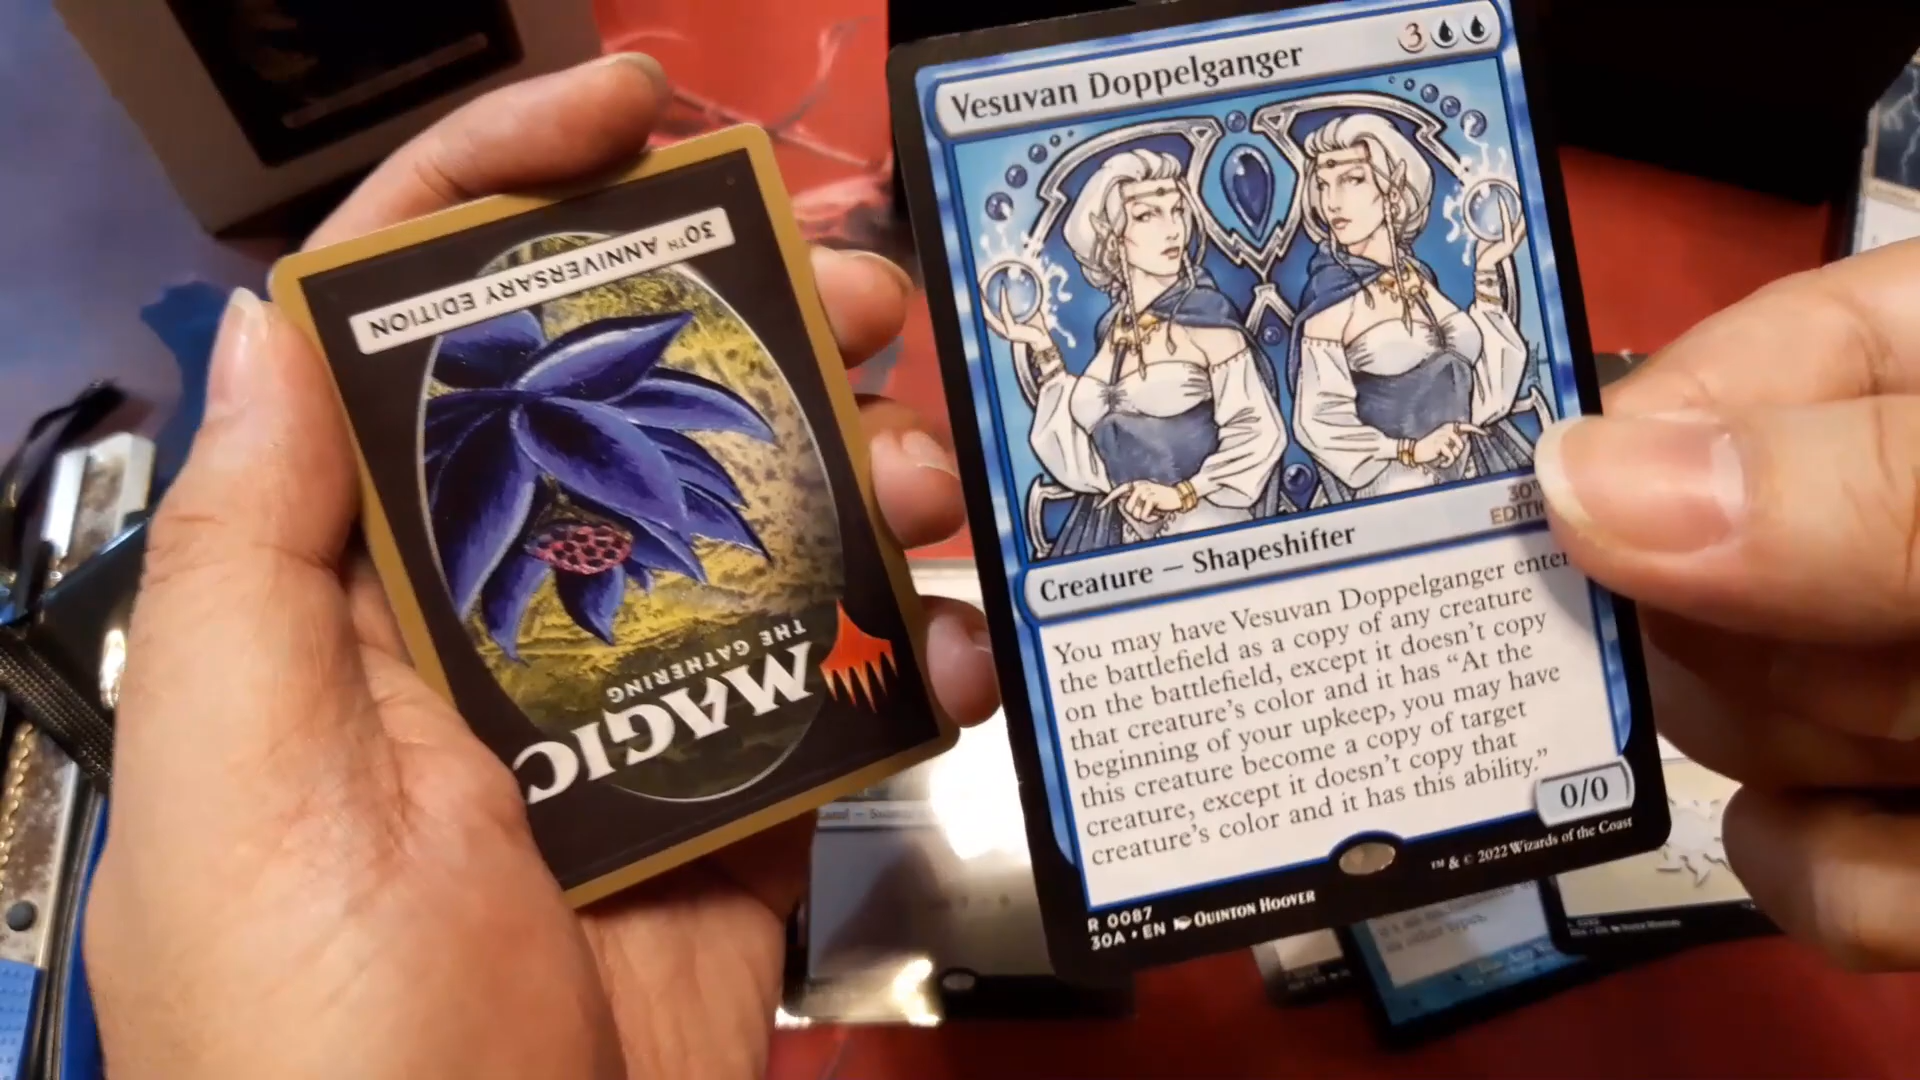 30TH ANNIVERSARY EDITION
MAGIC
THE GATHERING
Vesuvan Doppelganger
3
Creature — Shapeshifter
30T
EDITIO
You may have Vesuvan Doppelganger enter
the battlefield as a copy of any creature
on the battlefield, except it doesn't copy
that creature's color and it has "At the
beginning of your upkeep, you may have
this creature become a copy of target
creature, except it doesn't copy that
creature's color and it has this ability."
0/0
R 0087
30A • EN QUINTON HOOVER
™ & © 2022 Wizards of the Coast